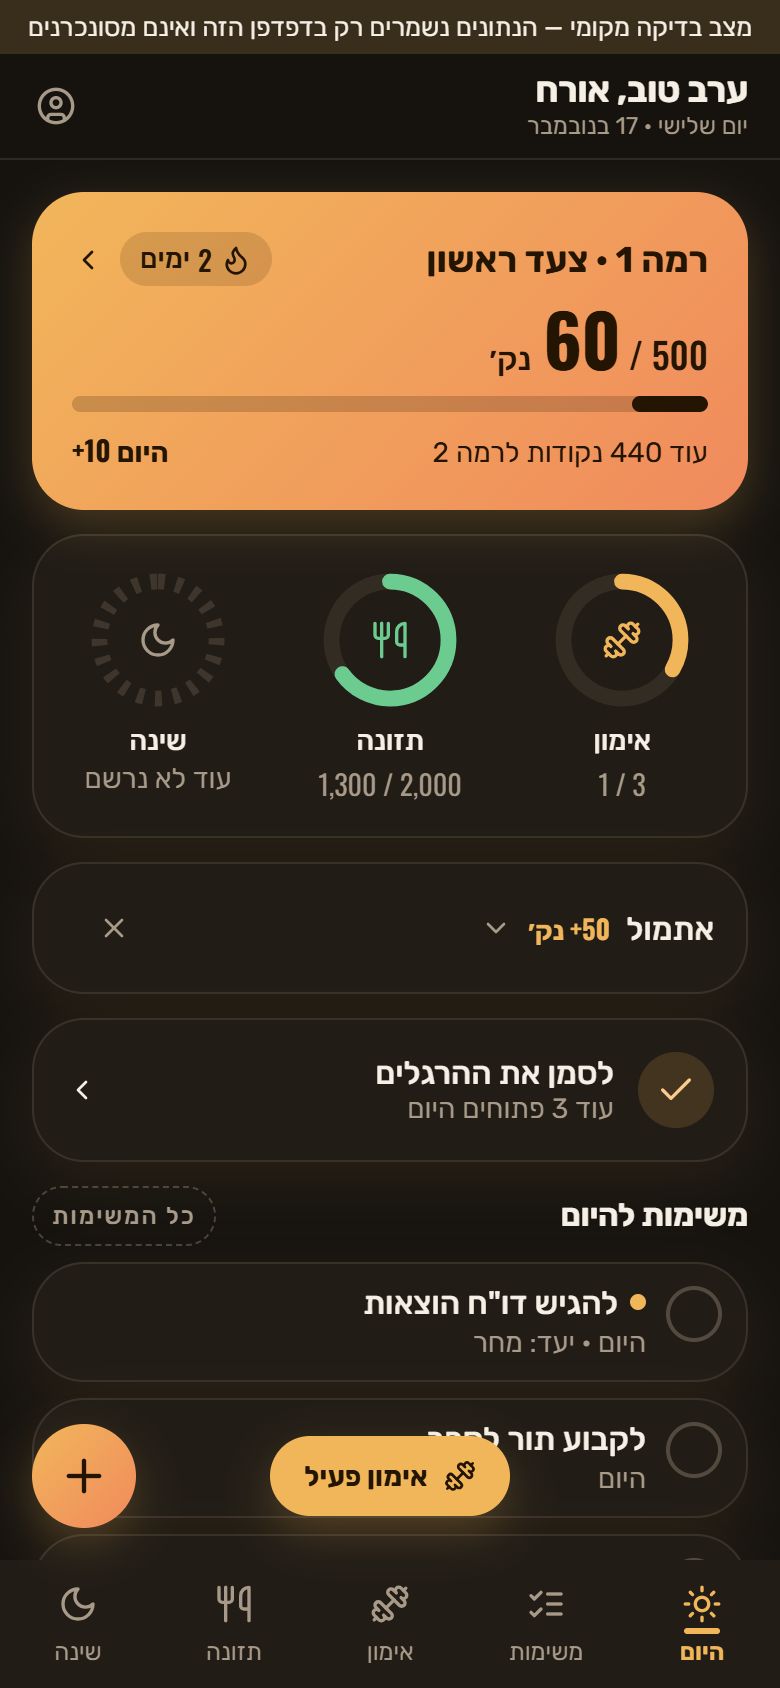 מצב בדיקה מקומי — הנתונים נשמרים רק בדפדפן הזה ואינם מסונכרנים
ערב טוב, אורח
יום שלישי • 17 בנובמבר
רמה 1 • צעד ראשון
2 ימים
60 / 500 נק׳
עוד 440 נקודות לרמה 2
היום 10+
אימון
1 / 3
תזונה
1,300 / 2,000
שינה
עוד לא נרשם
אתמול +50 נק׳
לסמן את ההרגלים
עוד 3 פתוחים היום
משימות להיום
כל המשימות
להגיש דו"ח הוצאות
היום • יעד: מחר
לקבוע תור
היום
אימון פעיל
היום
משימות
אימון
תזונה
שינה